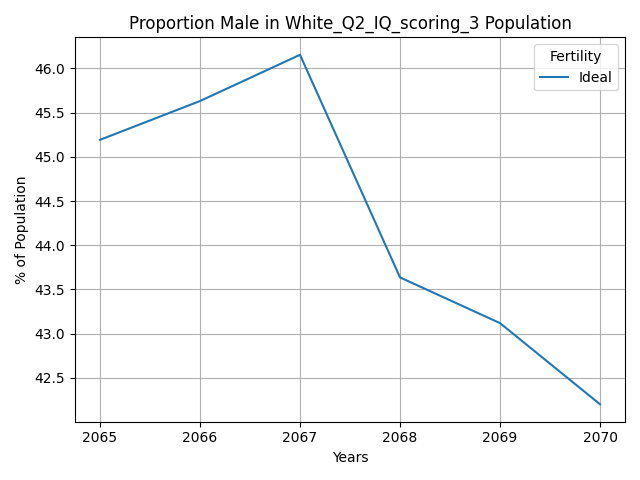 Proportion Male in White_Q2_IQ_scoring_3 Population
Fertility
Ideal
46.0
45.5
45.0
44.5
44.0
43.5
43.0
42.5
% of Population
2065 2066 2067 2068 2069 2070
Years